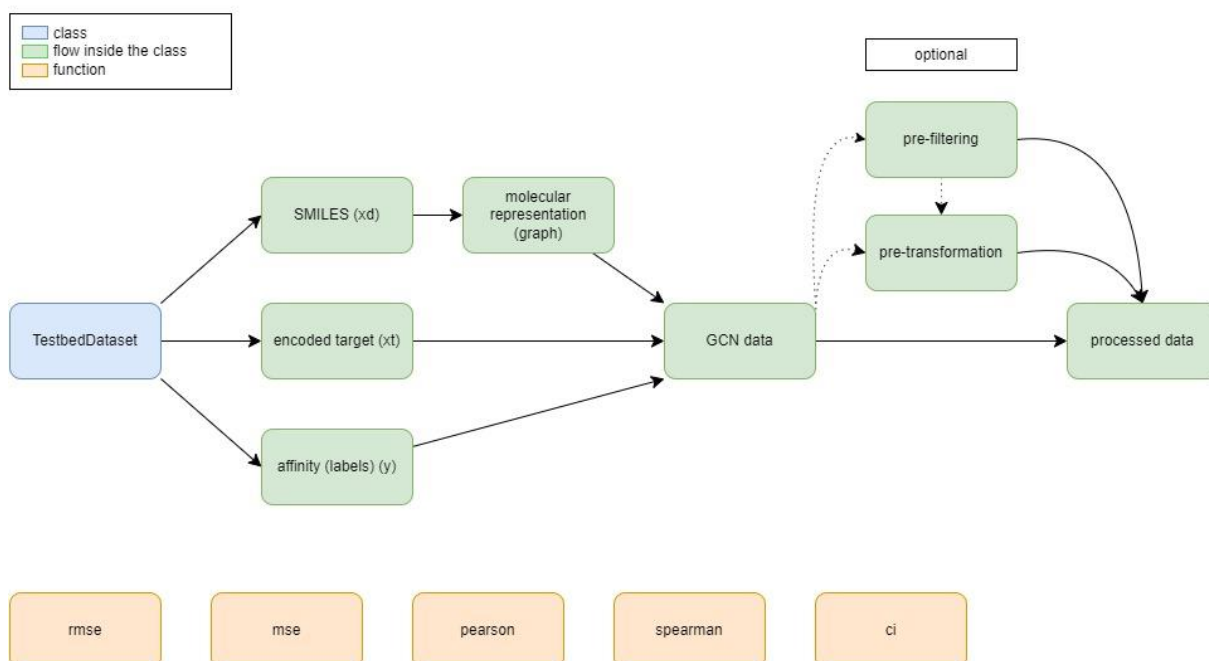 class
flow inside the class
function
optional
pre-filtering
SMILES (xd)
molecular
representation
(graph)
pre-transformation
TestbedDataset
encoded target (xt)
GCN data
processed data
affinity (labels) (y)
rmse
mse
pearson
spearman
ci